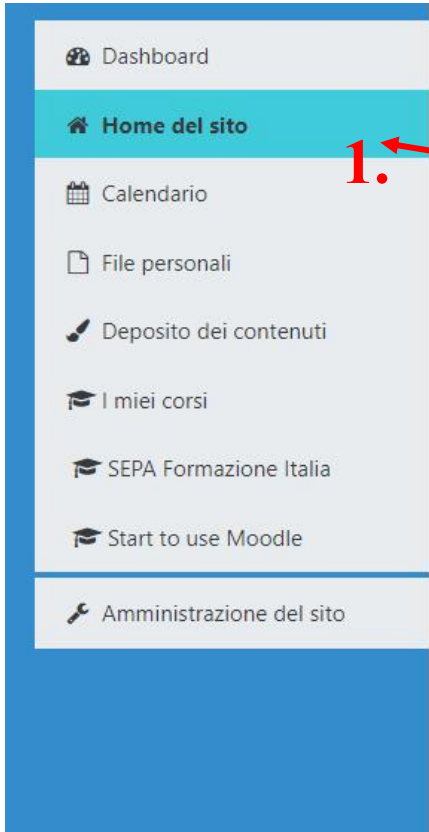 Dashboard
Home del sito
1.
Calendario
File personali
Deposito dei contenuti
I miei corsi
SEPA Formazione Italia
Start to use Moodle
Amministrazione del sito